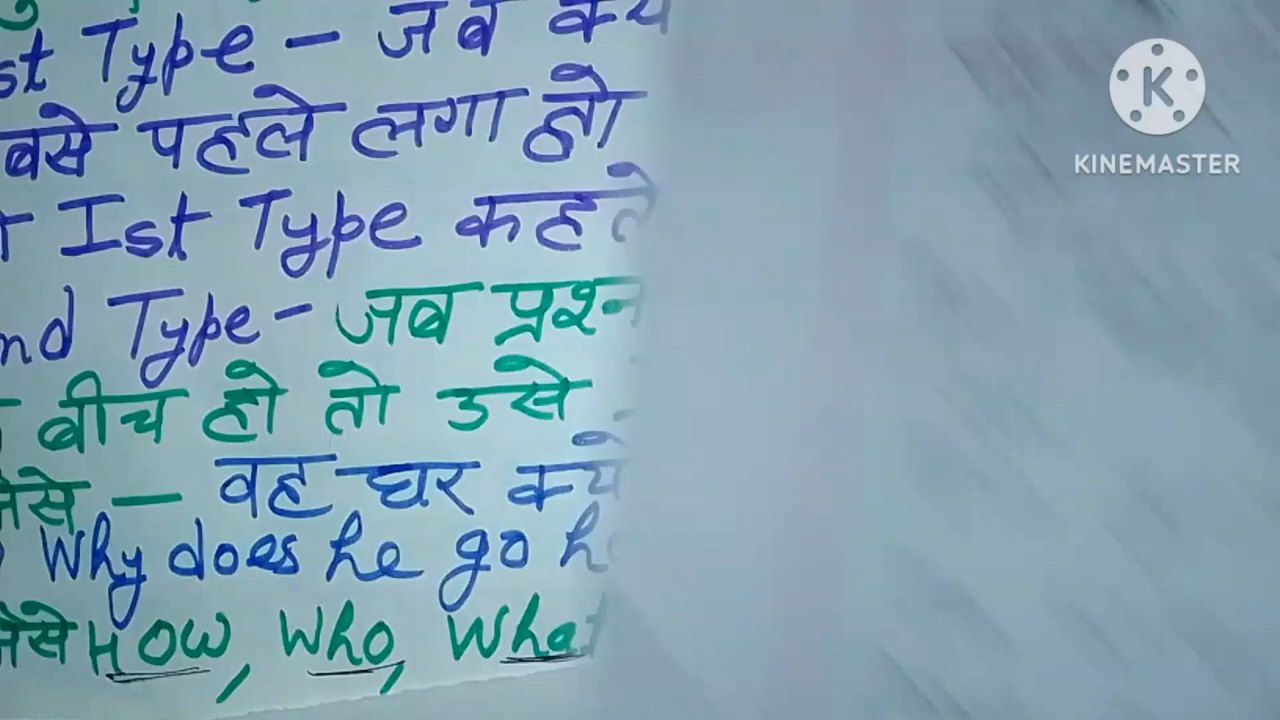 st Type - जब
बसे पहले लगा हो
Ist Type
nd Type - जब प्रश्न
बीच हो तो उसे
जैसे - वह घर
Why does he go
जैसे How, Who, What
KINEMASTER